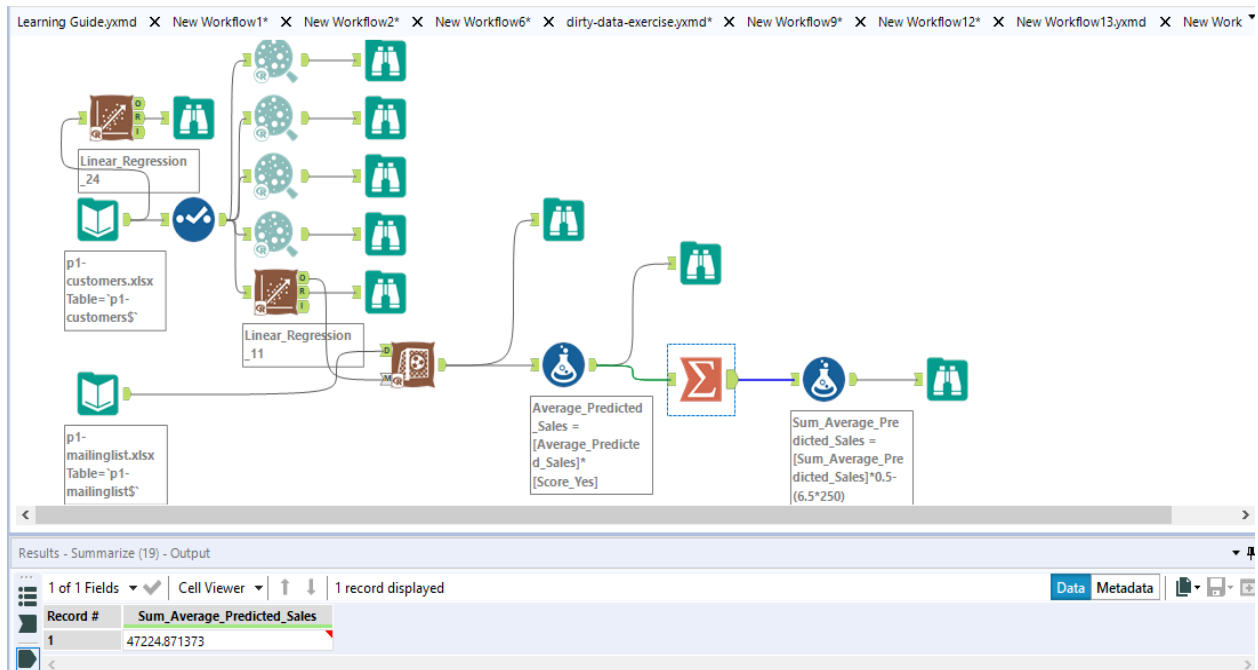 Learning Guide.yxmd X New Workflow1* X New Workflow2* X New Workflow6* X dirty-data-exercise.yxmd* X New Workflow9* X New Workflow12* X New Workflow13.yxmd X New Work
O
R
I
Linear_Regression
_24
p1-
customers.xlsx
Table=`p1-
customers$`
O
R
I
Linear_Regression
_11
D
M
p1-
mailinglist.xlsx
Table=`p1-
mailinglist$`
Average_Predicted
_Sales =
[Average_Predicte
d_Sales]*
[Score_Yes]
Sum_Average_Pre
dicted_Sales =
[Sum_Average_Pre
dicted_Sales]*0.5-
(6.5*250)
Results - Summarize (19) - Output
1 of 1 Fields Cell Viewer 1 record displayed Data Metadata
Record # Sum_Average_Predicted_Sales
1 47224.871373